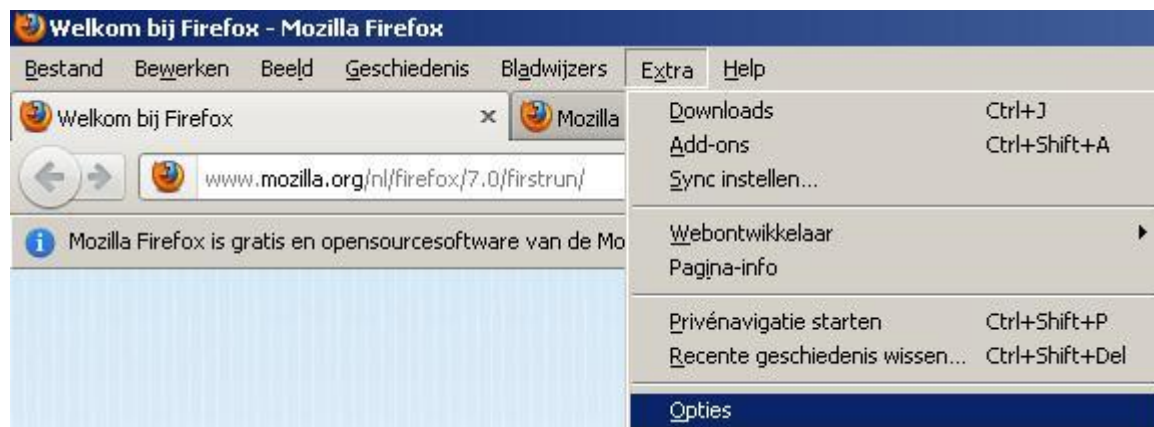 Welkom bij Firefox - Mozilla Firefox
Bestand Bewerken Beeld Geschiedenis Bladwijzers Extra Help
Welkom bij Firefox × Mozilla
www.mozilla.org/nl/firefox/7.0/firstrun/
Mozilla Firefox is gratis en opensourcesoftware van de Mo
Downloads Ctrl+J
Add-ons Ctrl+Shift+A
Sync instellen...
Webontwikkelaar
Pagina-info
Privénavigatie starten Ctrl+Shift+P
Recente geschiedenis wissen... Ctrl+Shift+Del
Opties